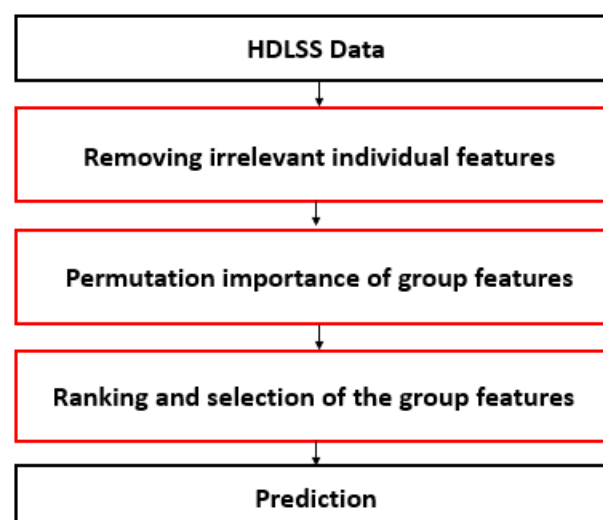 HDLSS Data
Removing irrelevant individual features
Permutation importance of group features
Ranking and selection of the group features
Prediction